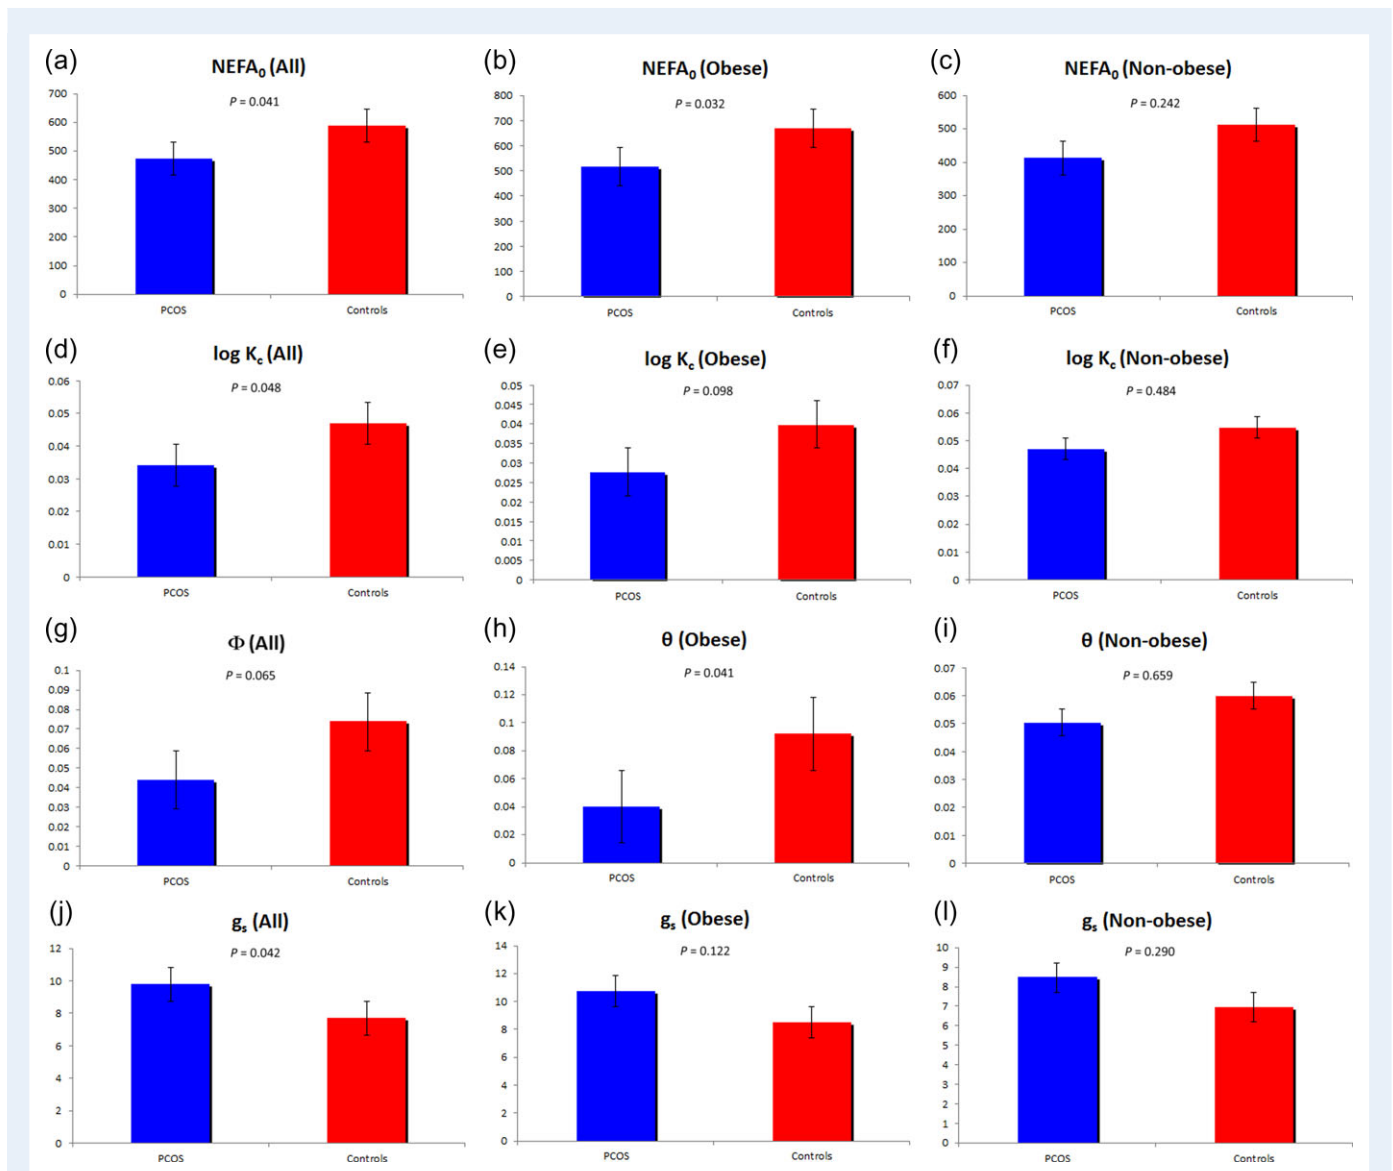 (a)
NEFA₀ (All)
P = 0.041
700
600
500
400
300
200
100
0
PCOS
Controls
(b)
NEFA₀ (Obese)
P = 0.032
800
700
600
500
400
300
200
100
0
PCOS
Controls
(c)
NEFA₀ (Non-obese)
P = 0.242
600
500
400
300
200
100
0
PCOS
Controls
(d)
log K꜀ (All)
P = 0.048
0.06
0.05
0.04
0.03
0.02
0.01
0
PCOS
Controls
(e)
log K꜀ (Obese)
P = 0.098
0.05
0.045
0.04
0.035
0.03
0.025
0.02
0.015
0.01
0.005
0
PCOS
Controls
(f)
log K꜀ (Non-obese)
P = 0.484
0.07
0.06
0.05
0.04
0.03
0.02
0.01
0
PCOS
Controls
(g)
Φ (All)
P = 0.065
0.1
0.09
0.08
0.07
0.06
0.05
0.04
0.03
0.02
0.01
0
PCOS
Controls
(h)
θ (Obese)
P = 0.041
0.14
0.12
0.1
0.08
0.06
0.04
0.02
0
PCOS
Controls
(i)
θ (Non-obese)
P = 0.659
0.07
0.06
0.05
0.04
0.03
0.02
0.01
0
PCOS
Controls
(j)
gₛ (All)
P = 0.042
12
10
8
6
4
2
0
PCOS
Controls
(k)
gₛ (Obese)
P = 0.122
14
12
10
8
6
4
2
0
PCOS
Controls
(l)
gₛ (Non-obese)
P = 0.290
10
9
8
7
6
5
4
3
2
1
0
PCOS
Controls